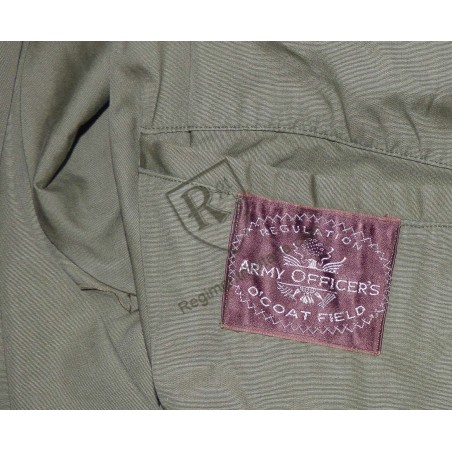 REGULATION
ARMY OFFICER'S
O'COAT FIELD
R